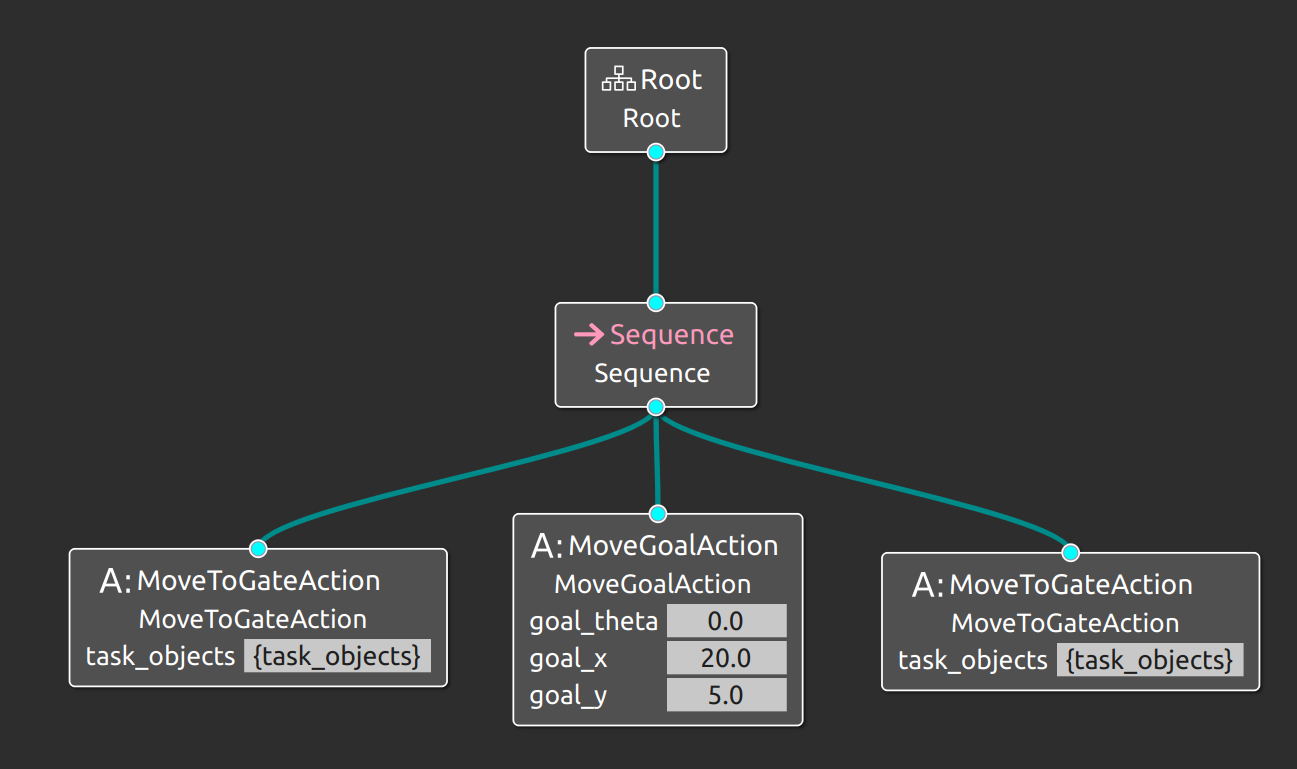 Root
Root
Sequence
Sequence
A: MoveToGateAction
MoveToGateAction
task_objects {task_objects}
A: MoveGoalAction
MoveGoalAction
goal_theta 0.0
goal_x 20.0
goal_y 5.0
A: MoveToGateAction
MoveToGateAction
task_objects {task_objects}